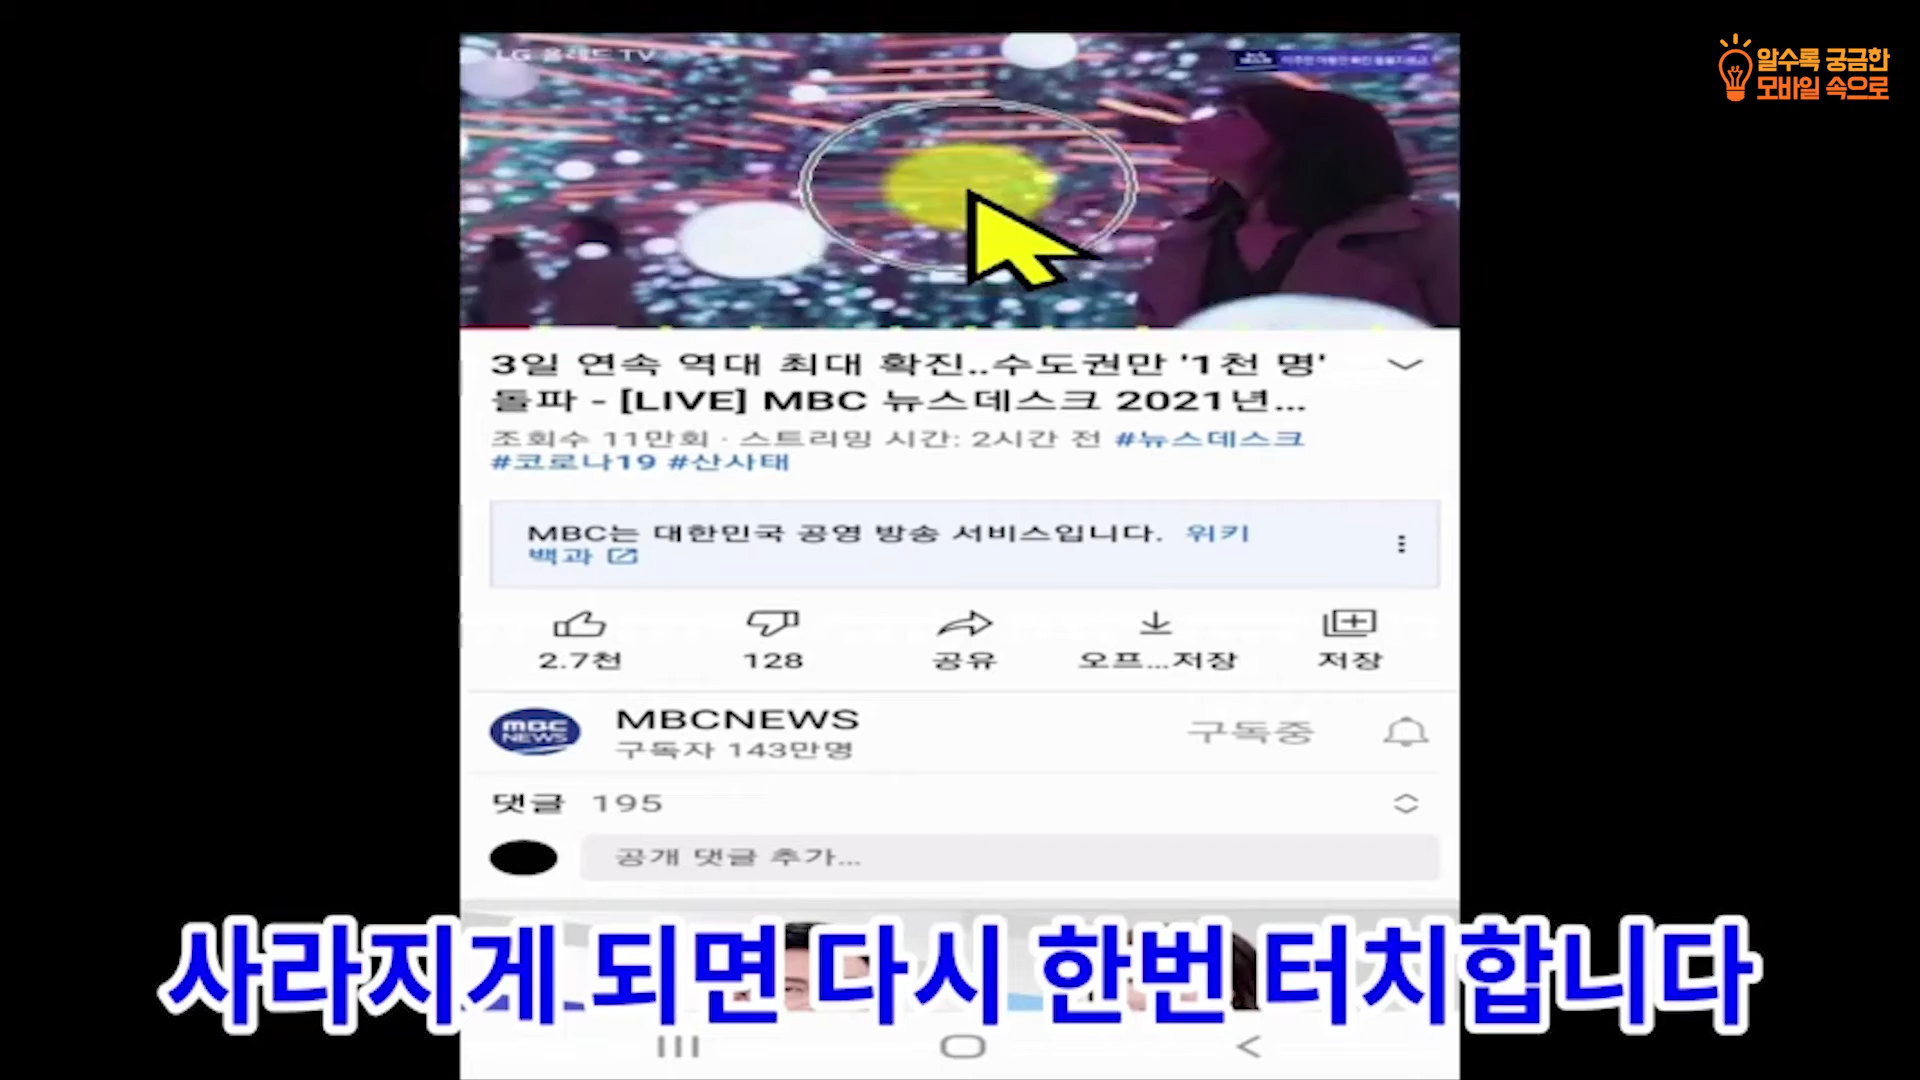 LG 올레드 TV
알수록 궁금한
모바일 속으로
3일 연속 역대 최대 확진..수도권만 '1천 명'
돌파 - [LIVE] MBC 뉴스데스크 2021년...
조회수 11만회 · 스트리밍 시간: 2시간 전 #뉴스데스크
#코로나19 #산사태
MBC는 대한민국 공영 방송 서비스입니다. 위키
백과
2.7천 128 공유 오프...저장 저장
MBC NEWS
MBCNEWS
구독자 143만명
구독중
댓글 195
공개 댓글 추가...
사라지게 되면 다시 한번 터치합니다